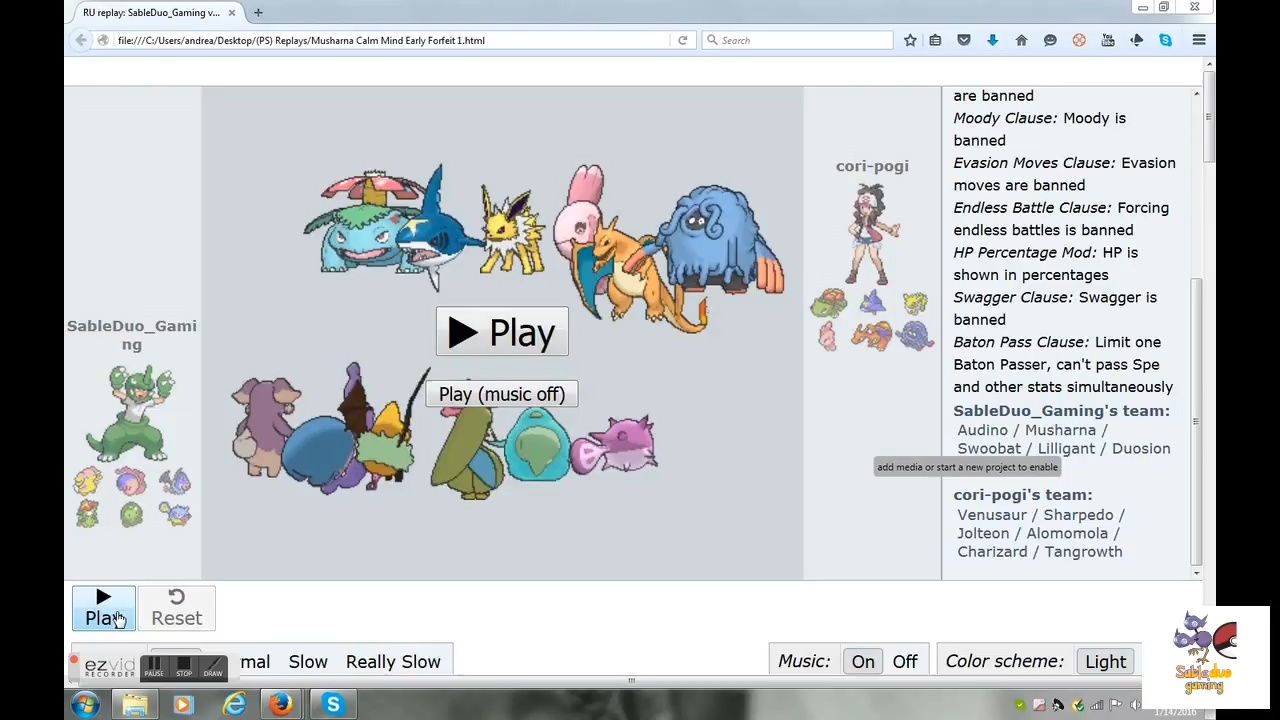 RU replay: SableDuo_Gaming v...
file:///C:/Users/andrea/Desktop/(PS) Replays/Musharna Calm Mind Early Forfeit 1.html
Search
are banned
Moody Clause: Moody is
banned
Evasion Moves Clause: Evasion
moves are banned
Endless Battle Clause: Forcing
endless battles is banned
HP Percentage Mod: HP is
shown in percentages
Swagger Clause: Swagger is
banned
Baton Pass Clause: Limit one
Baton Passer, can't pass Spe
and other stats simultaneously
SableDuo_Gaming's team:
Audino / Musharna /
Swoobat / Lilligant / Duosion
add media or start a new project to enable
cori-pogi's team:
Venusaur / Sharpedo /
Jolteon / Alomomola /
Charizard / Tangrowth
cori-pogi
SableDuo_Gami
ng
Play
Play (music off)
Play
Reset
mal
Slow
Really Slow
Music:
On
Off
Color scheme:
Light
ezvid
RECORDER
PAUSE
STOP
DRAW
You
Sableduo
gaming
1/14/2016